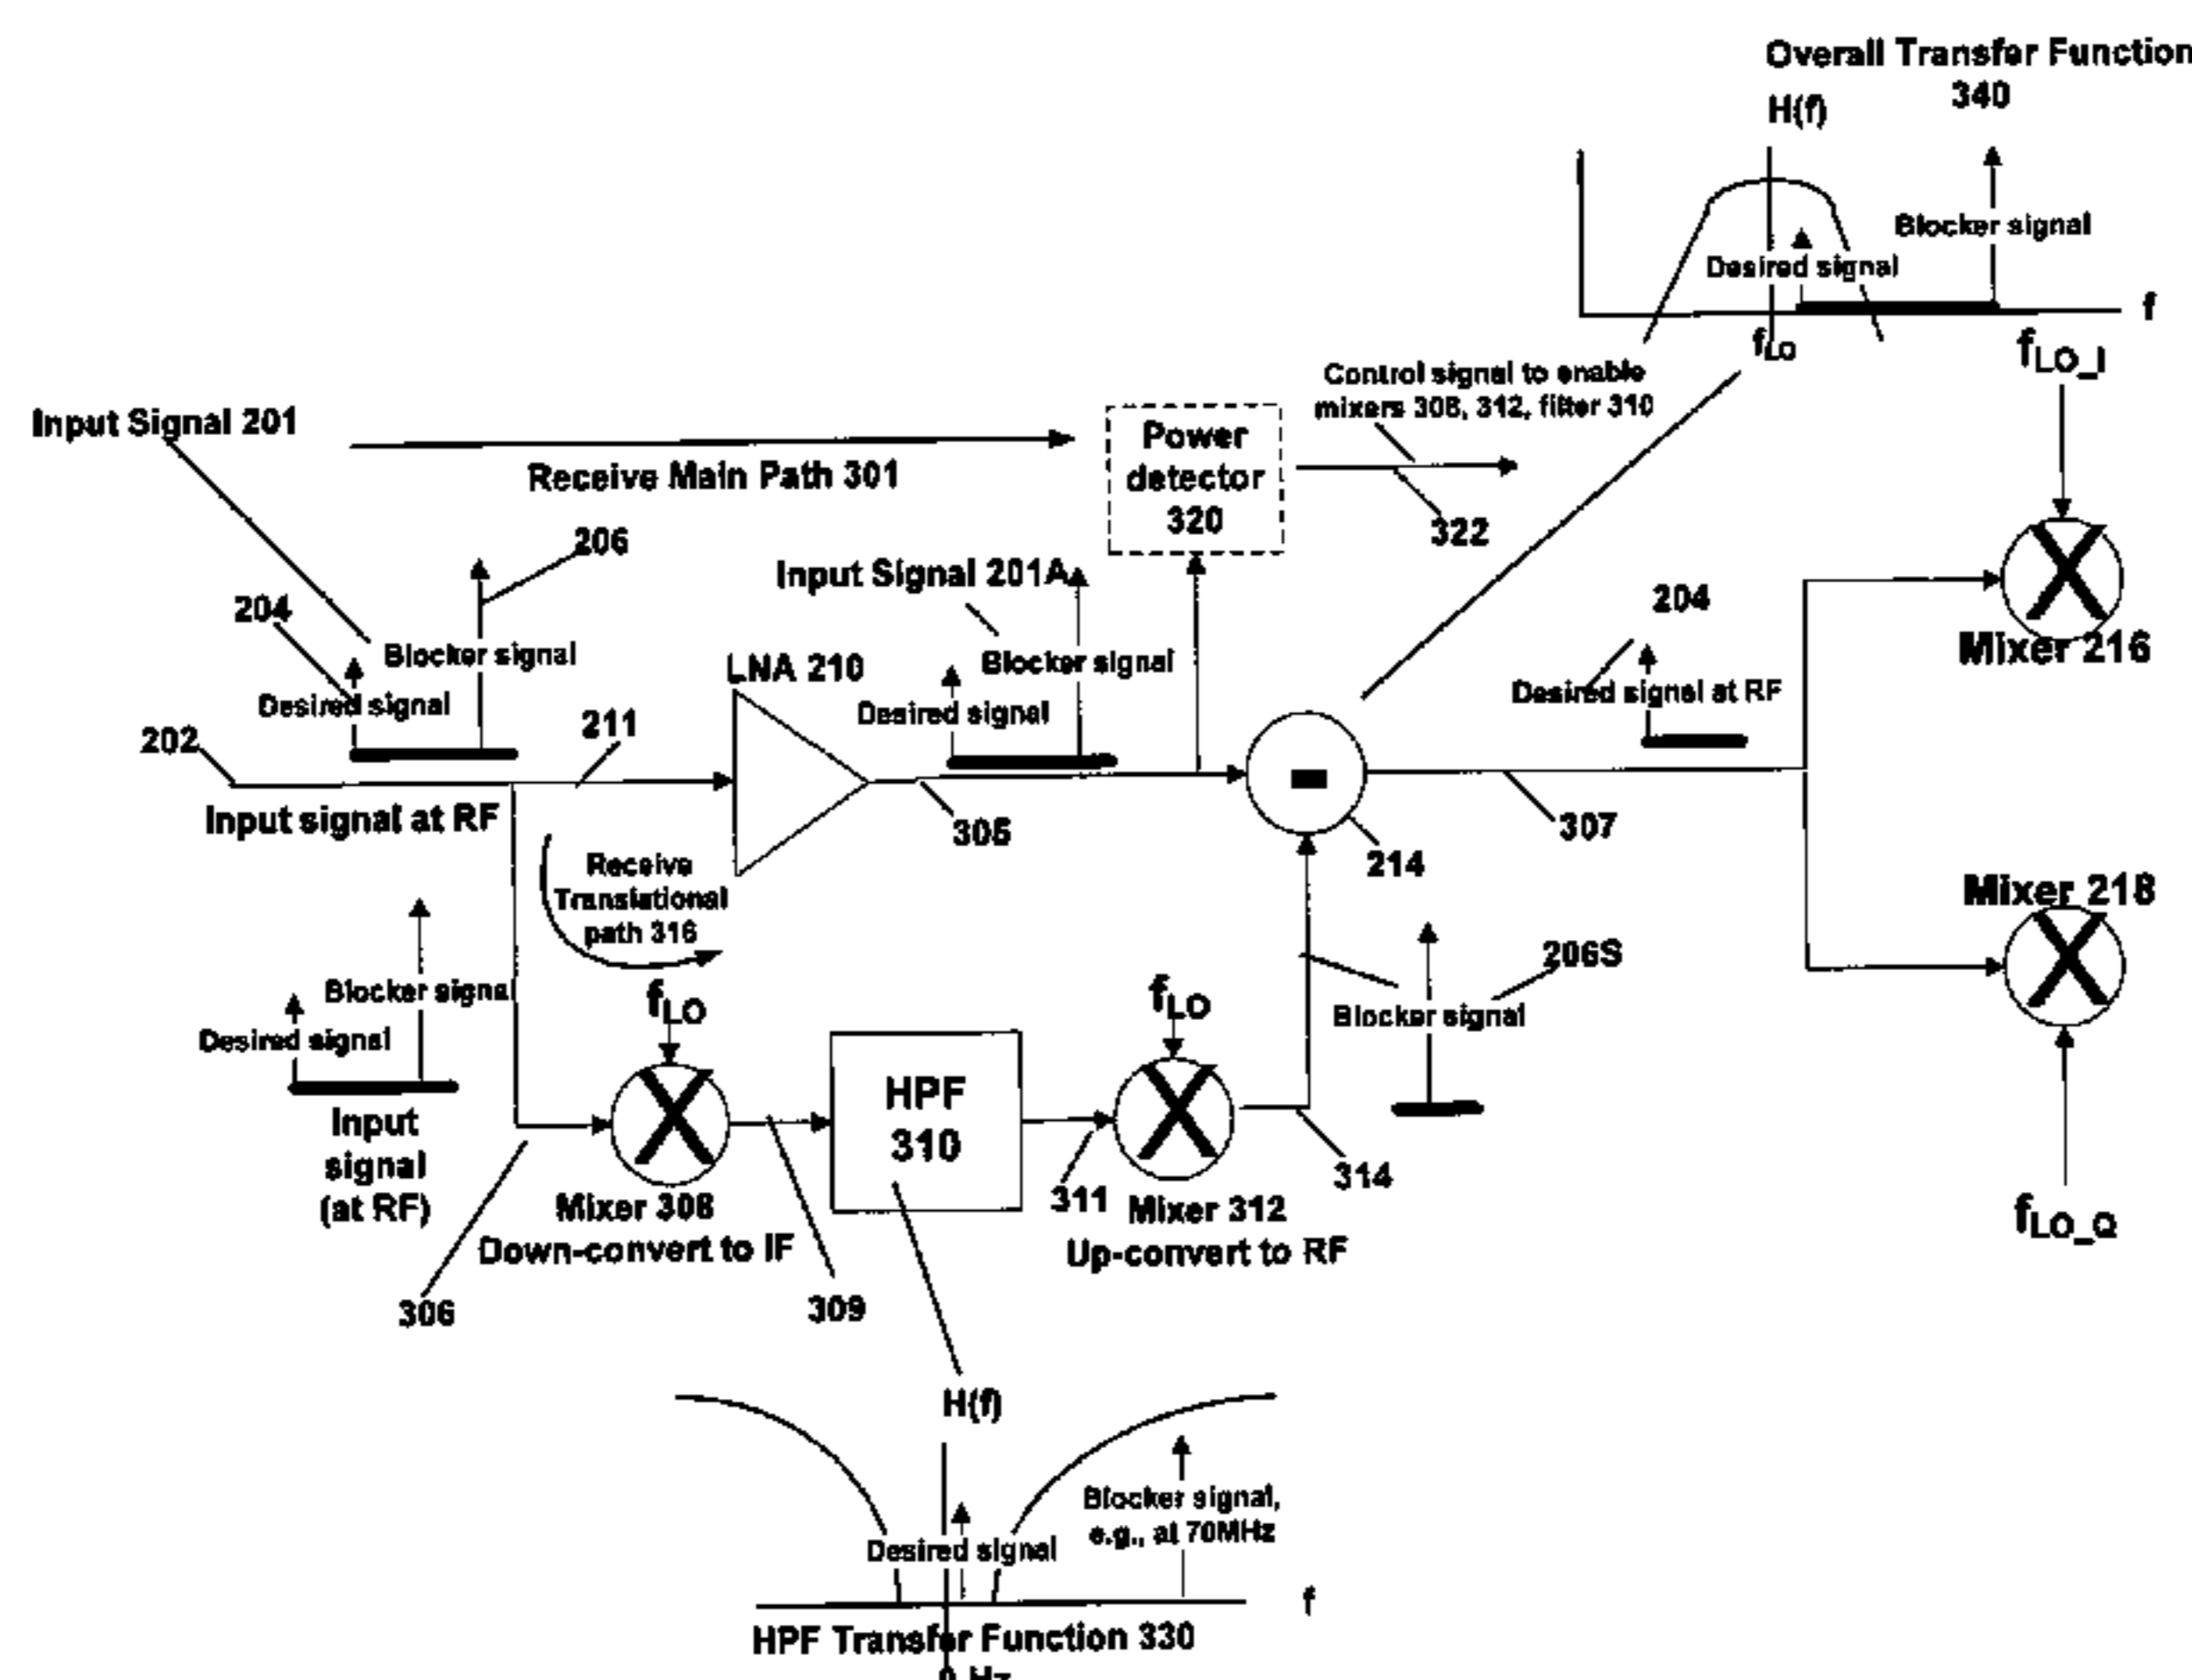 Overall Transfer Function
340
H(f)
Blocker signal
Desired signal
f
fLO
fLO_I
Control signal to enable
mixers 308, 312, filter 310
Input Signal 201
Receive Main Path 301
Power
detector
320
322
206
Input Signal 201A
204
204
Blocker signal
Blocker signal
Mixer 216
LNA 210
Desired signal at RF
Desired signal
Desired signal
202
211
Input signal at RF
305
307
214
Receive
Translational
path 316
Mixer 218
206S
Blocker signal
fLO
fLO
Blocker signal
Desired signal
HPF
310
Input
signal
(at RF)
314
311
Mixer 308
Down-convert to IF
Mixer 312
Up-convert to RF
fLO_Q
306
309
H(f)
Blocker signal,
e.g., at 70MHz
Desired signal
f
HPF Transfer Function 330
0 Hz